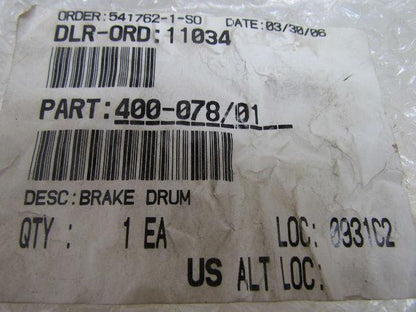 ORDER:541762-1-SO DATE:03/30/06
DLR-ORD:11034
PART:400-078/01
DESC:BRAKE DRUM
QTY : 1 EA LOC: 0931C2
US ALT LOC: